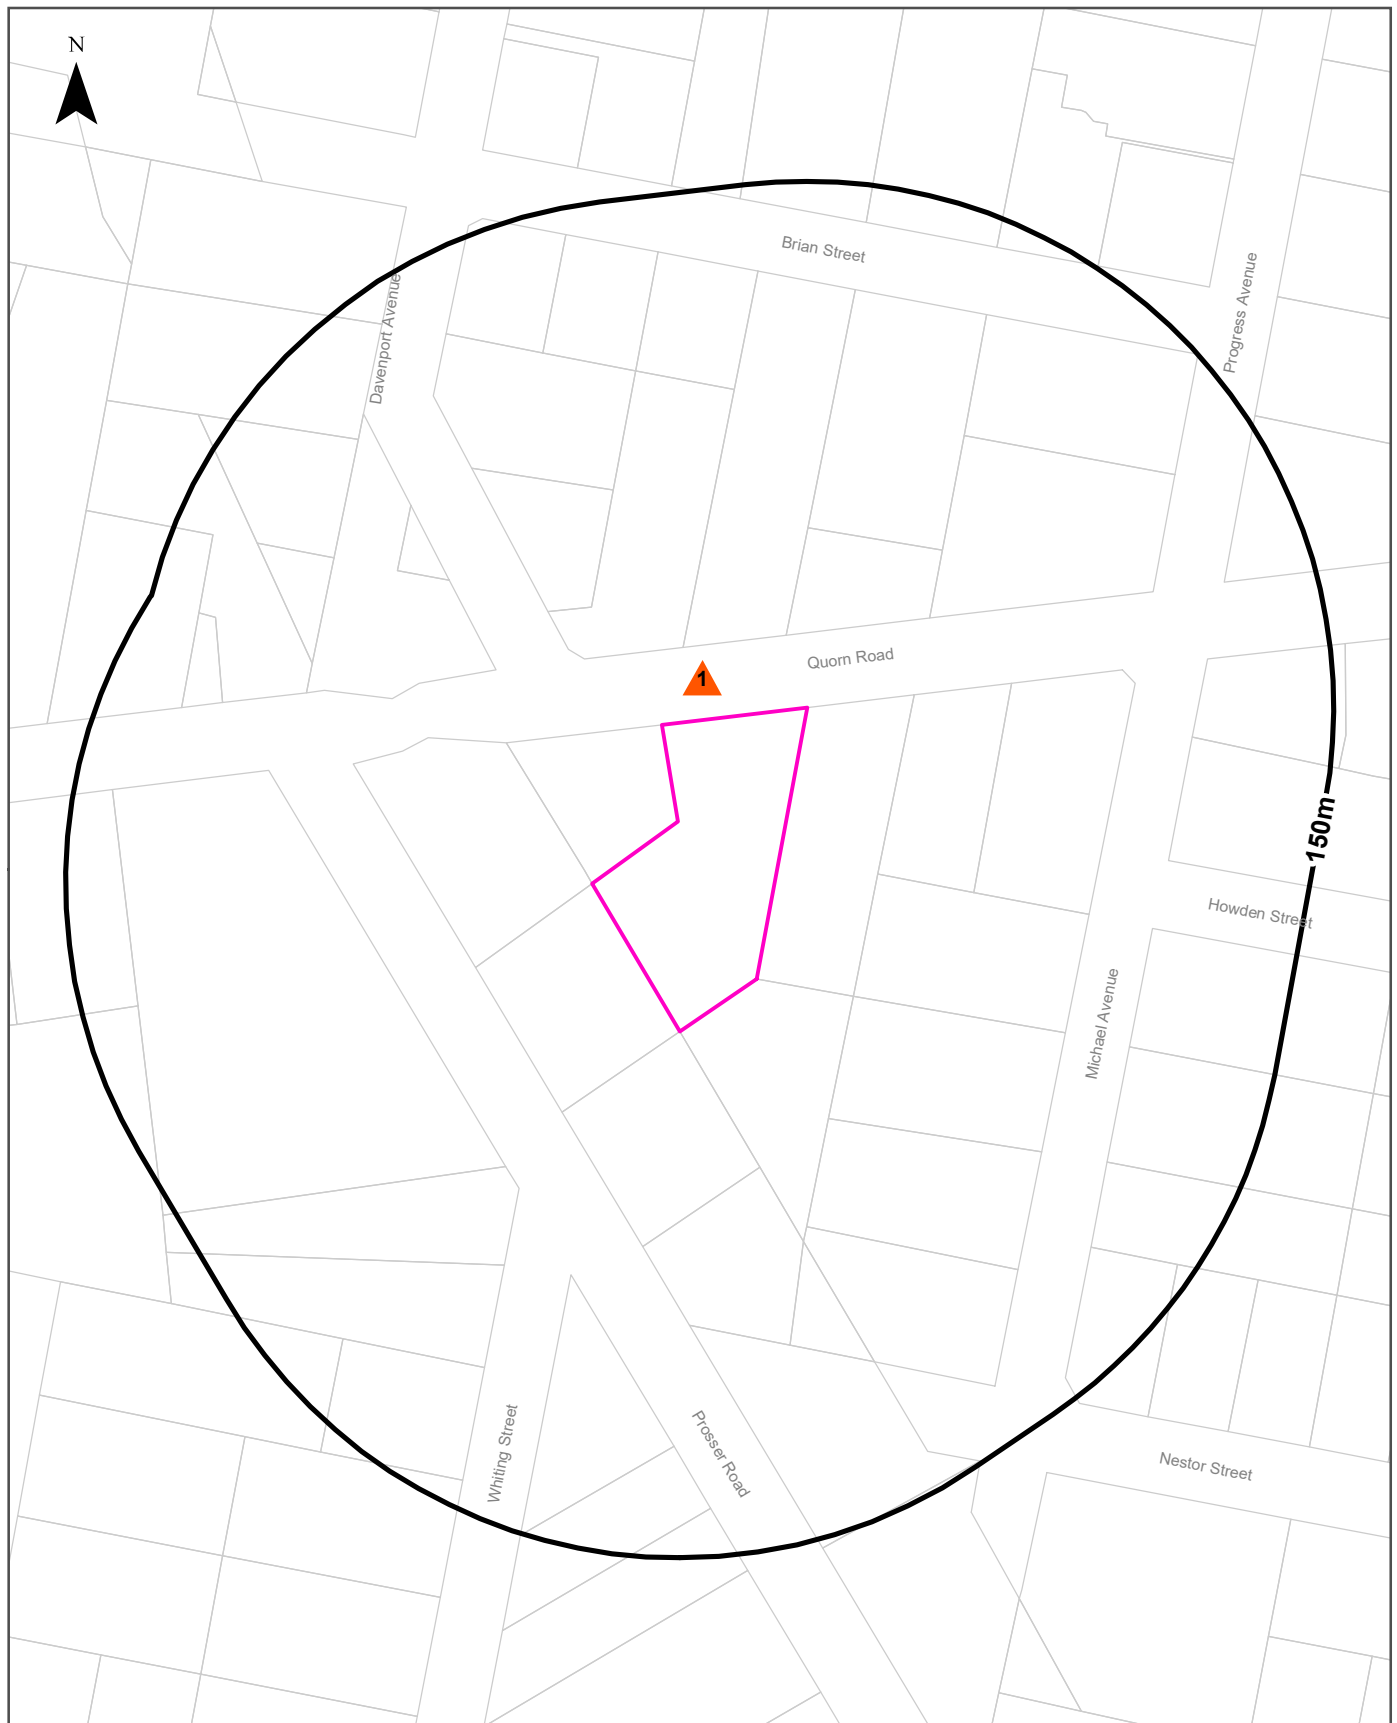 N
Brian Street
Progress Avenue
Davenport Avenue
Quorn Road
1
150m
Howden Street
Michael Avenue
Whiting Street
Prosser Road
Nestor Street